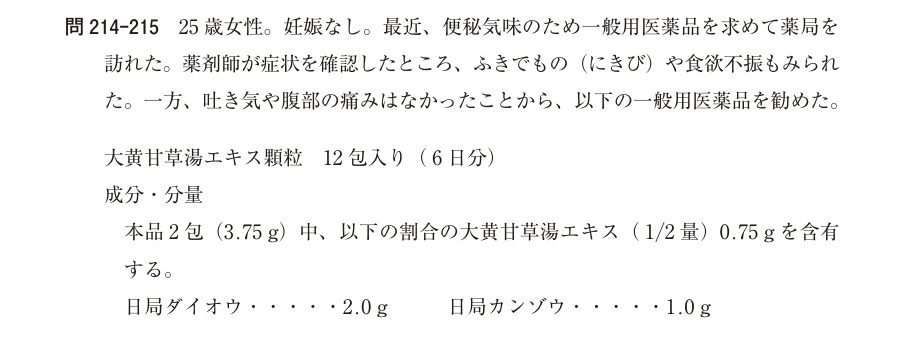 問 214-215　25 歳女性。妊娠なし。最近、便秘気味のため一般用医薬品を求めて薬局を
訪れた。薬剤師が症状を確認したところ、ふきでもの（にきび）や食欲不振もみられ
た。一方、吐き気や腹部の痛みはなかったことから、以下の一般用医薬品を勧めた。
大黄甘草湯エキス顆粒　12 包入り（ 6 日分）
成分・分量
本品 2 包（3.75 g）中、以下の割合の大黄甘草湯エキス（ 1/2 量）0.75 g を含有
する。
日局ダイオウ・・・・・2.0 g　　　日局カンゾウ・・・・・1.0 g